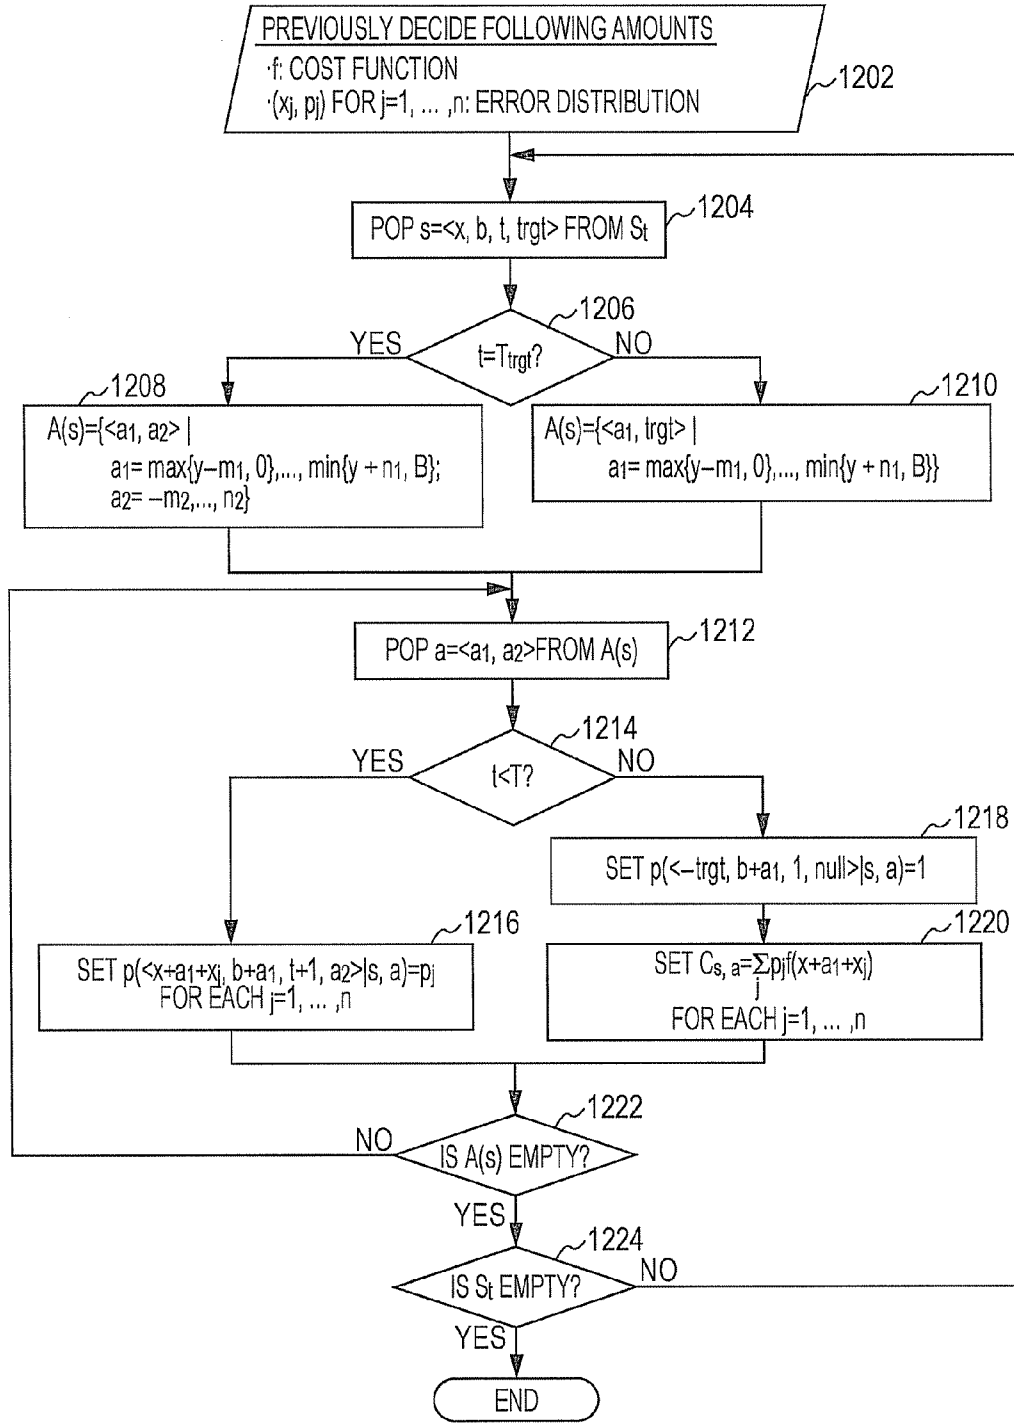 PREVIOUSLY DECIDE FOLLOWING AMOUNTS
·f: COST FUNCTION
·(xj, pj) FOR j=1, ... ,n: ERROR DISTRIBUTION
1202
POP s=<x, b, t, trgt> FROM St
1204
t=Ttrgt?
1206
YES
NO
1208
A(s)={<a1, a2> |
a1= max{y−m1, 0},..., min{y + n1, B};
a2= −m2,..., n2}
1210
A(s)={<a1, trgt> |
a1= max{y−m1, 0},..., min{y + n1, B}}
POP a=<a1, a2>FROM A(s)
1212
t<T?
1214
YES
NO
1218
SET p(<−trgt, b+a1, 1, null>|s, a)=1
1216
SET p(<x+a1+xj, b+a1, t+1, a2>|s, a)=pj
FOR EACH j=1, ... ,n
1220
SET Cs, a=∑pjf(x+a1+xj)
j
FOR EACH j=1, ... ,n
1222
IS A(s) EMPTY?
NO
YES
1224
IS St EMPTY?
NO
YES
END